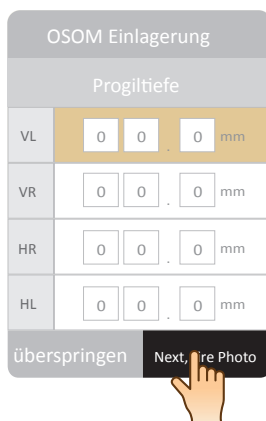 OSOM Einlagerung
Progiltiefe
VL 0 0 . 0 mm
VR 0 0 . 0 mm
HR 0 0 . 0 mm
HL 0 0 . 0 mm
überspringen Next, Photo